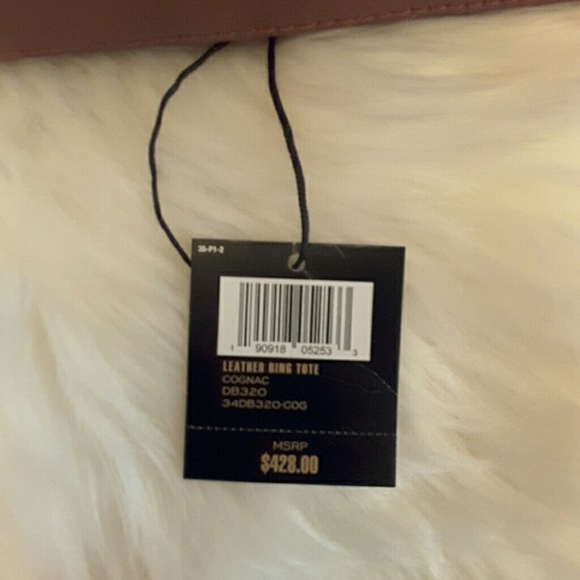 35-P1-2
1 90918 05253 3
LEATHER RING TOTE
COGNAC
DB320
34DB320-COG
MSRP
$428.00